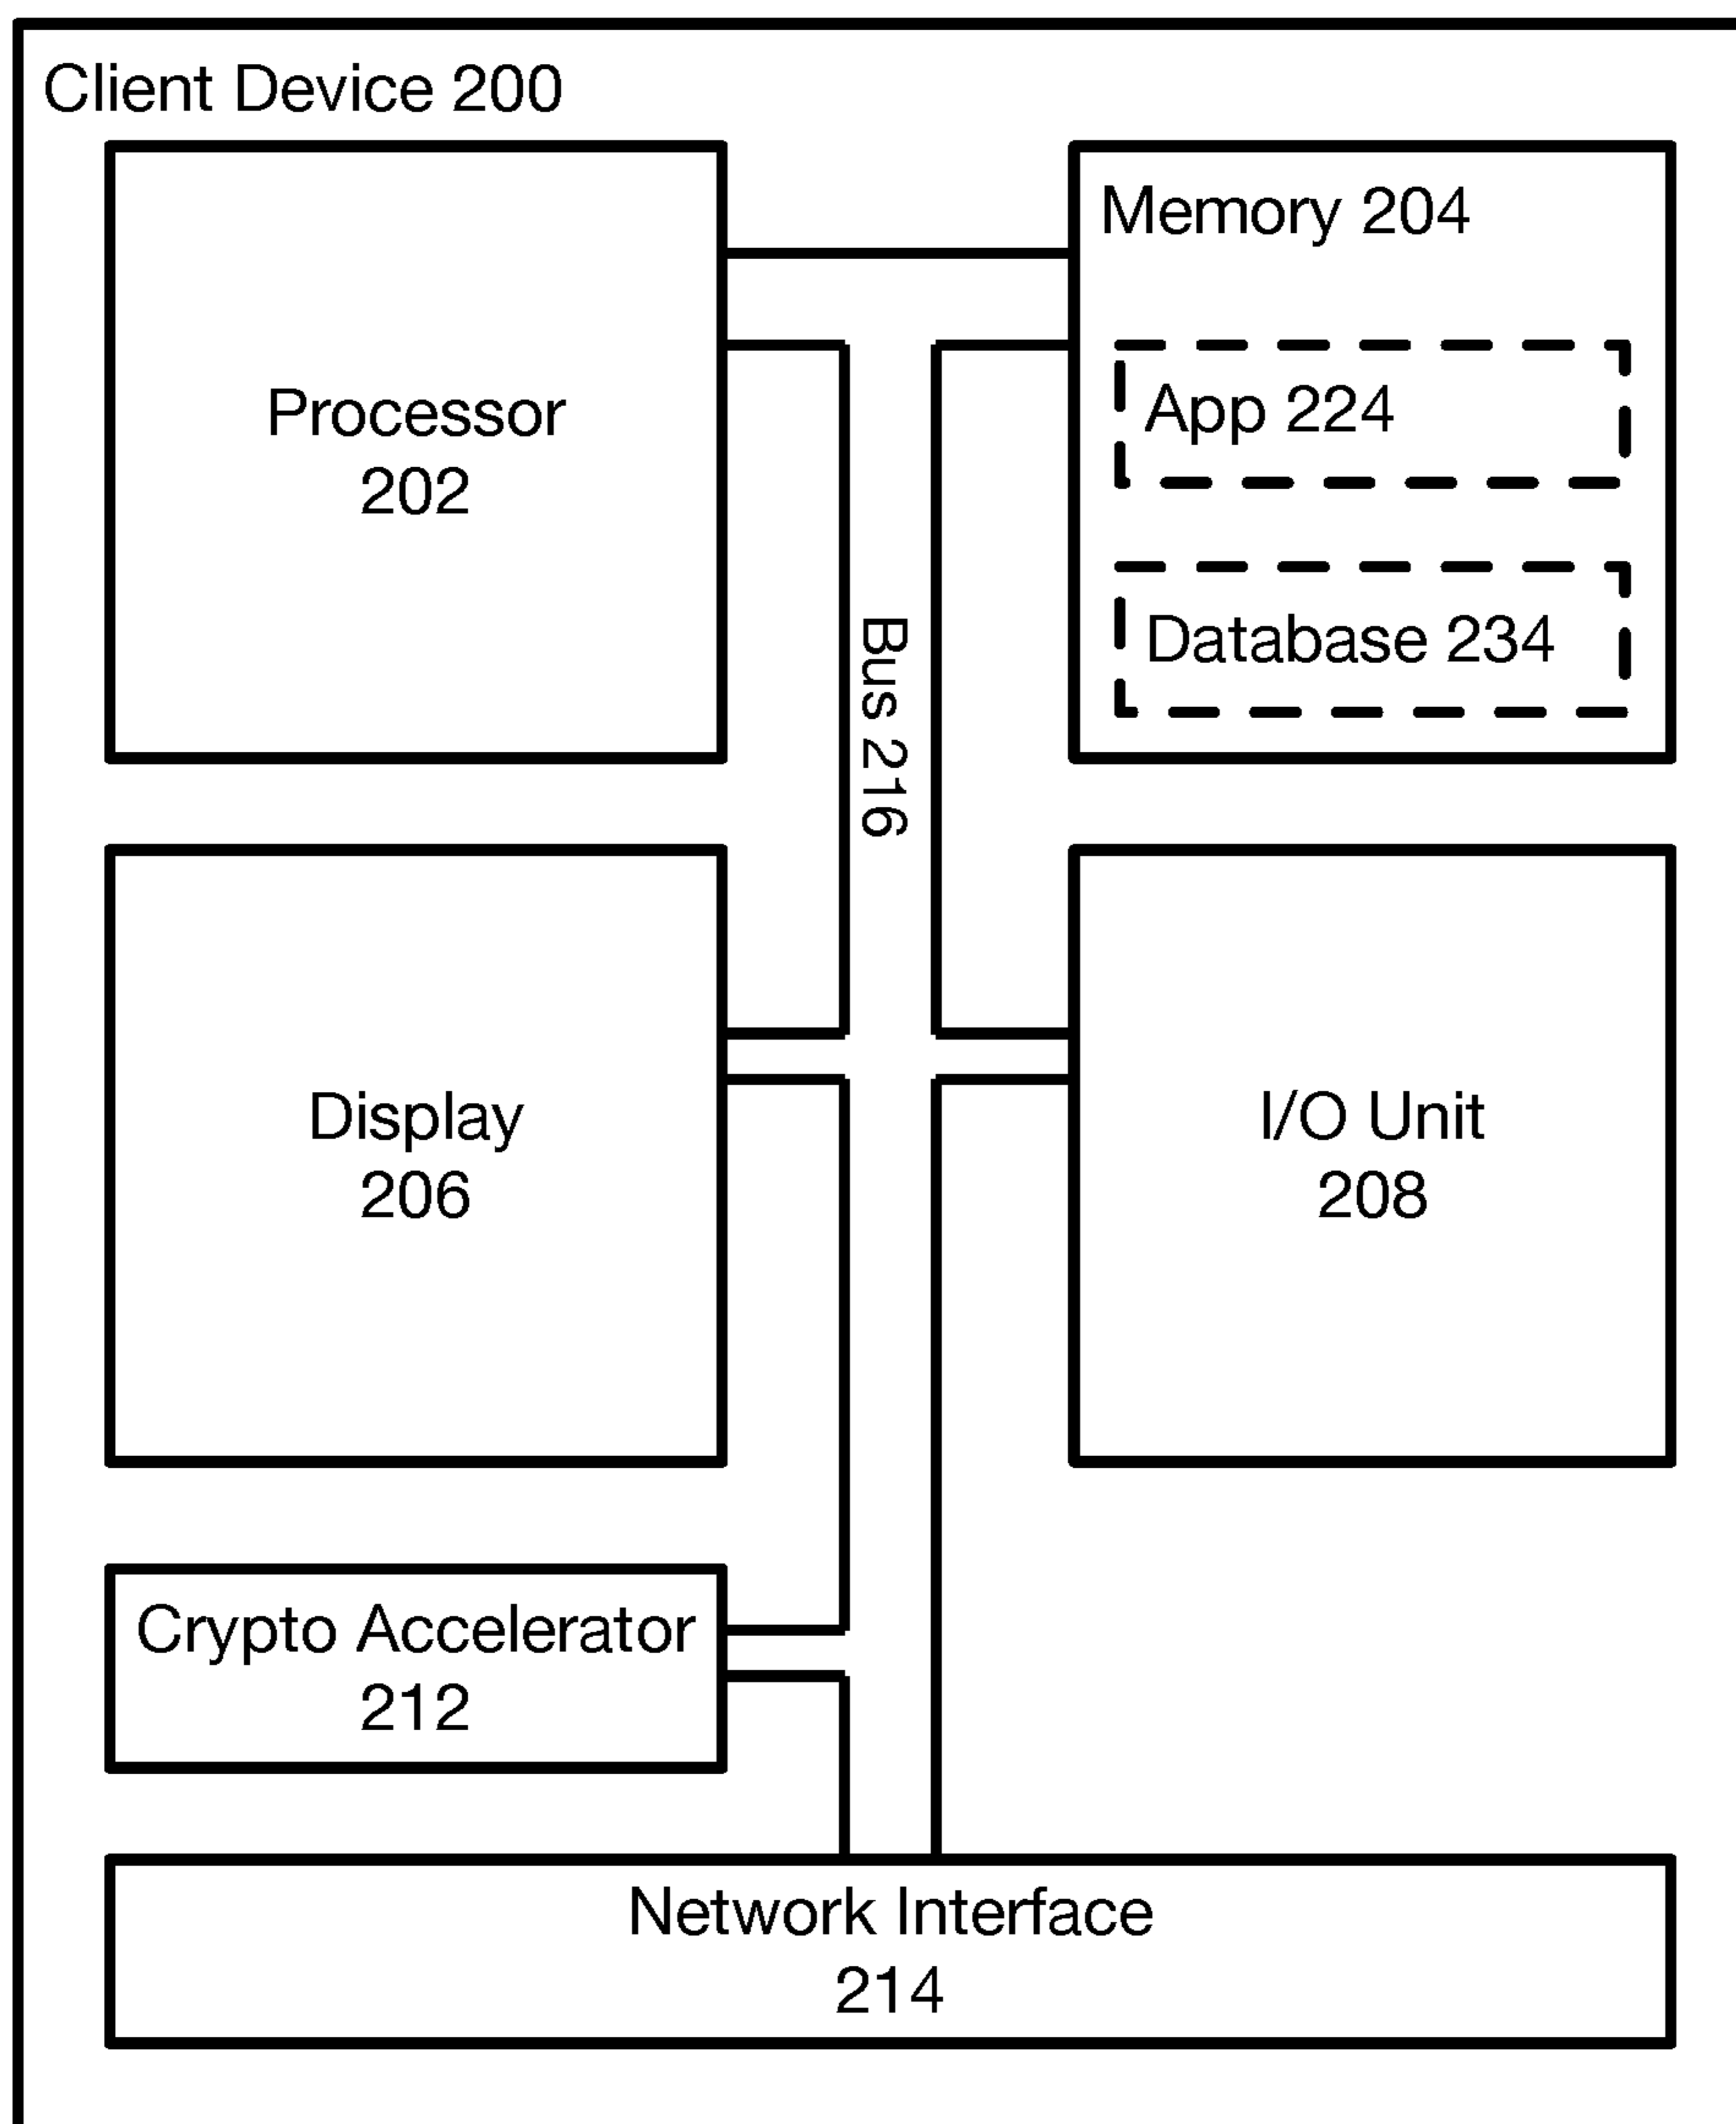 Client Device 200
Processor
202
Memory 204
App 224
Database 234
Bus 216
Display
206
I/O Unit
208
Crypto Accelerator
212
Network Interface
214